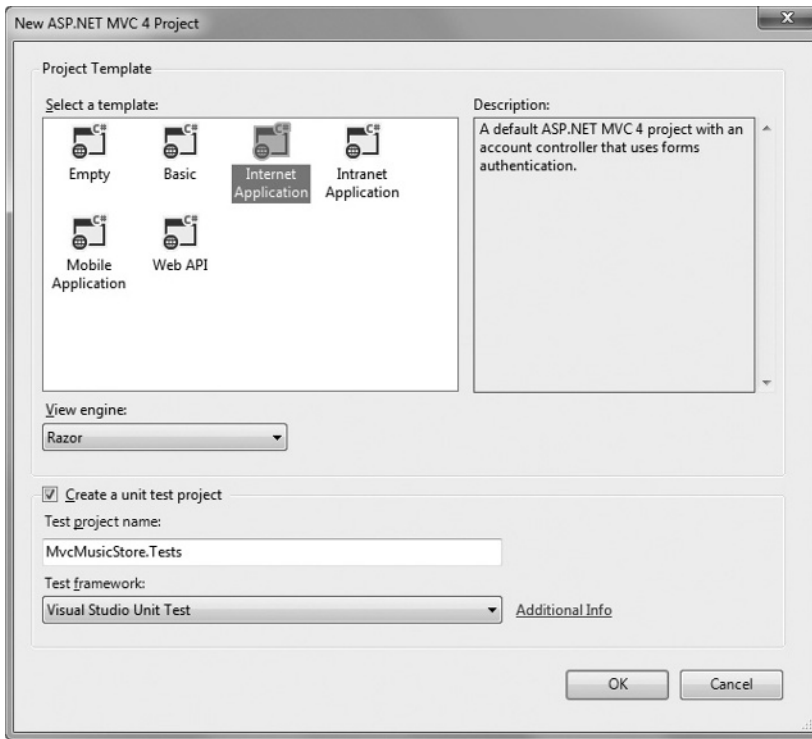 New ASP.NET MVC 4 Project
x
Project Template
Select a template:
Description:
C#
C#
C#
C#
Empty
Basic
Internet
Application
Intranet
Application
C#
C#
Mobile
Application
Web API
A default ASP.NET MVC 4 project with an
account controller that uses forms
authentication.
View engine:
Razor
Create a unit test project
Test project name:
MvcMusicStore.Tests
Test framework:
Visual Studio Unit Test
Additional Info
OK
Cancel